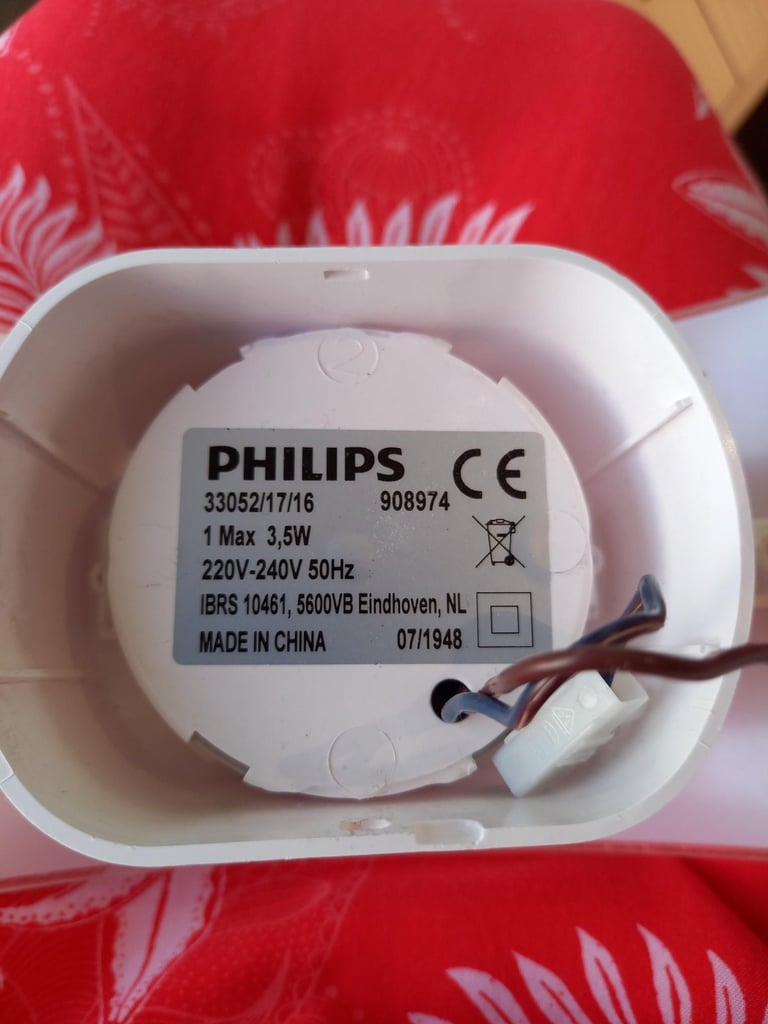 2
PHILIPS CE
33052/17/16 908974
1 Max 3,5W
220V-240V 50Hz
IBRS 10461, 5600VB Eindhoven, NL
MADE IN CHINA 07/1948